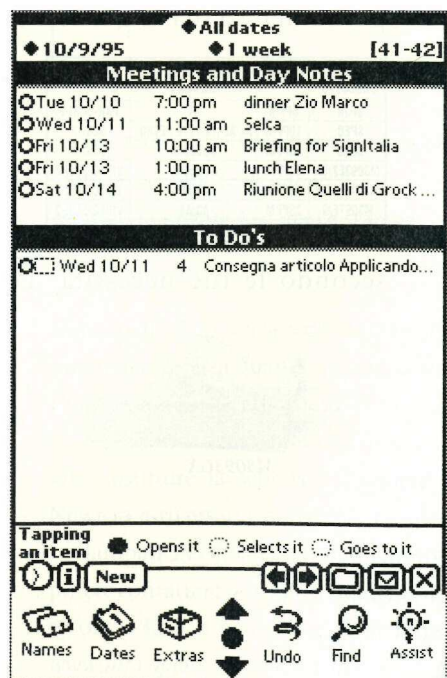 ◆All dates
◆10/9/95 ◆1 week [41-42]
Meetings and Day Notes
Tue 10/10 7:00 pm dinner Zio Marco
Wed 10/11 11:00 am Selca
Fri 10/13 10:00 am Briefing for SignItalia
Fri 10/13 1:00 pm lunch Elena
Sat 10/14 4:00 pm Riunione Quelli di Grock ...
To Do's
Wed 10/11 4 Consegna articolo Applicando...
Tapping an item Opens it Selects it Goes to it
i New
Names Dates Extras Undo Find Assist